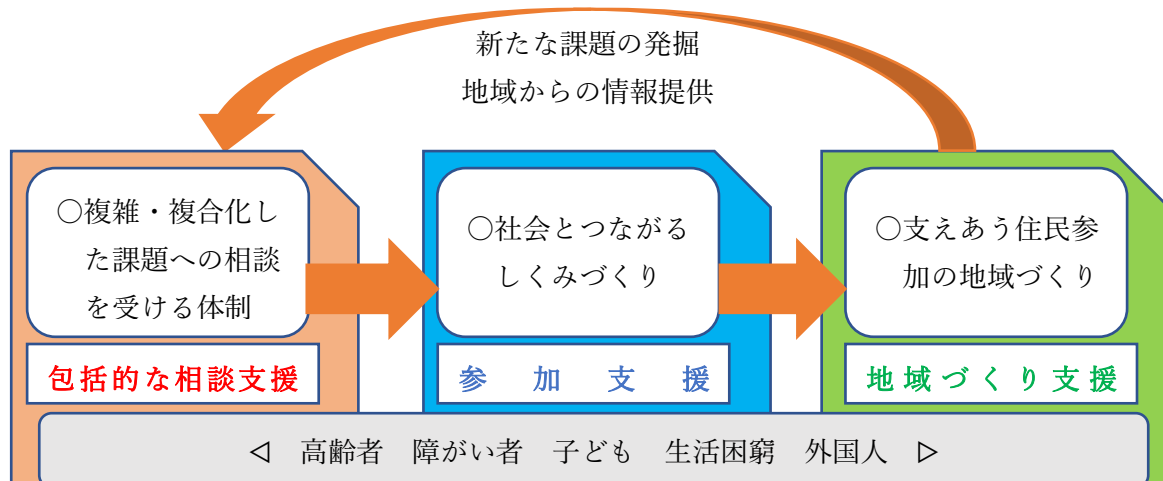 新たな課題の発掘
地域からの情報提供
〇複雑・複合化し
た課題への相談
を受ける体制
〇社会とつながる
しくみづくり
〇支えあう住民参
加の地域づくり
包括的な相談支援
参加支援
地域づくり支援
◁ 高齢者 障がい者 子ども 生活困窮 外国人 ▷